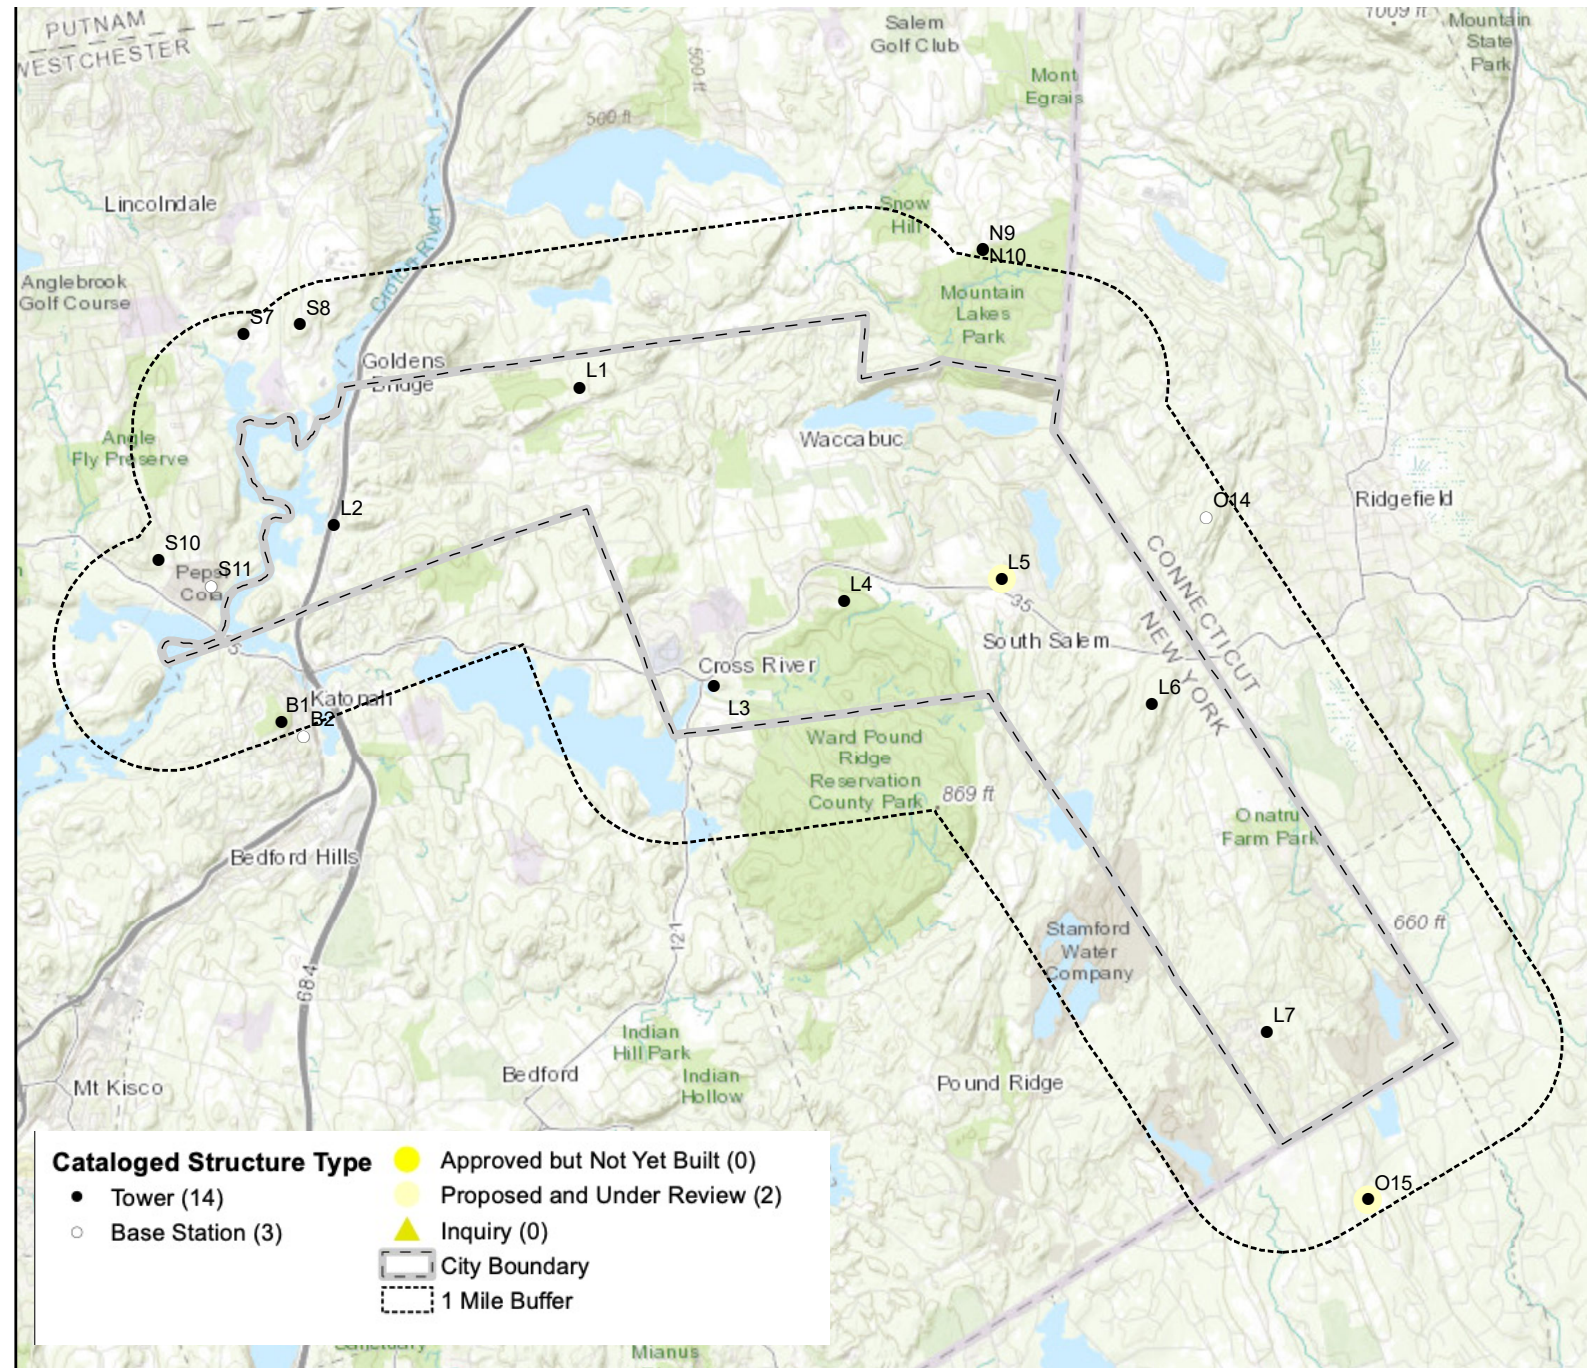 PUTNAM
WESTCHESTER
Salem
Golf Club
1009 ft
Mountain
State
Park
500 ft
Mont
Egrais
500 ft
Lincolndale
Snow
Hill
Croton River
N9
N10
Anglebrook
Golf Course
S7
S8
Mountain
Lakes
Park
Goldens
Bridge
L1
Angle
Fly Preserve
Waccabuc
L2
O14
Ridgefield
S10
Pepsi
Cola
S11
L5
L4
35
CONNECTICUT
NEW YORK
South Salem
Cross River
L3
L6
B1
B2
Katonah
Ward Pound
Ridge
Reservation
County Park
869 ft
Onatru
Farm Park
Bedford Hills
Stamford
Water
Company
660 ft
121
684
L7
Indian
Hill Park
Mt Kisco
Bedford
Indian
Hollow
Pound Ridge
O15
Cataloged Structure Type
Tower (14)
Base Station (3)
Approved but Not Yet Built (0)
Proposed and Under Review (2)
Inquiry (0)
City Boundary
1 Mile Buffer
Sanctuary
Mianus